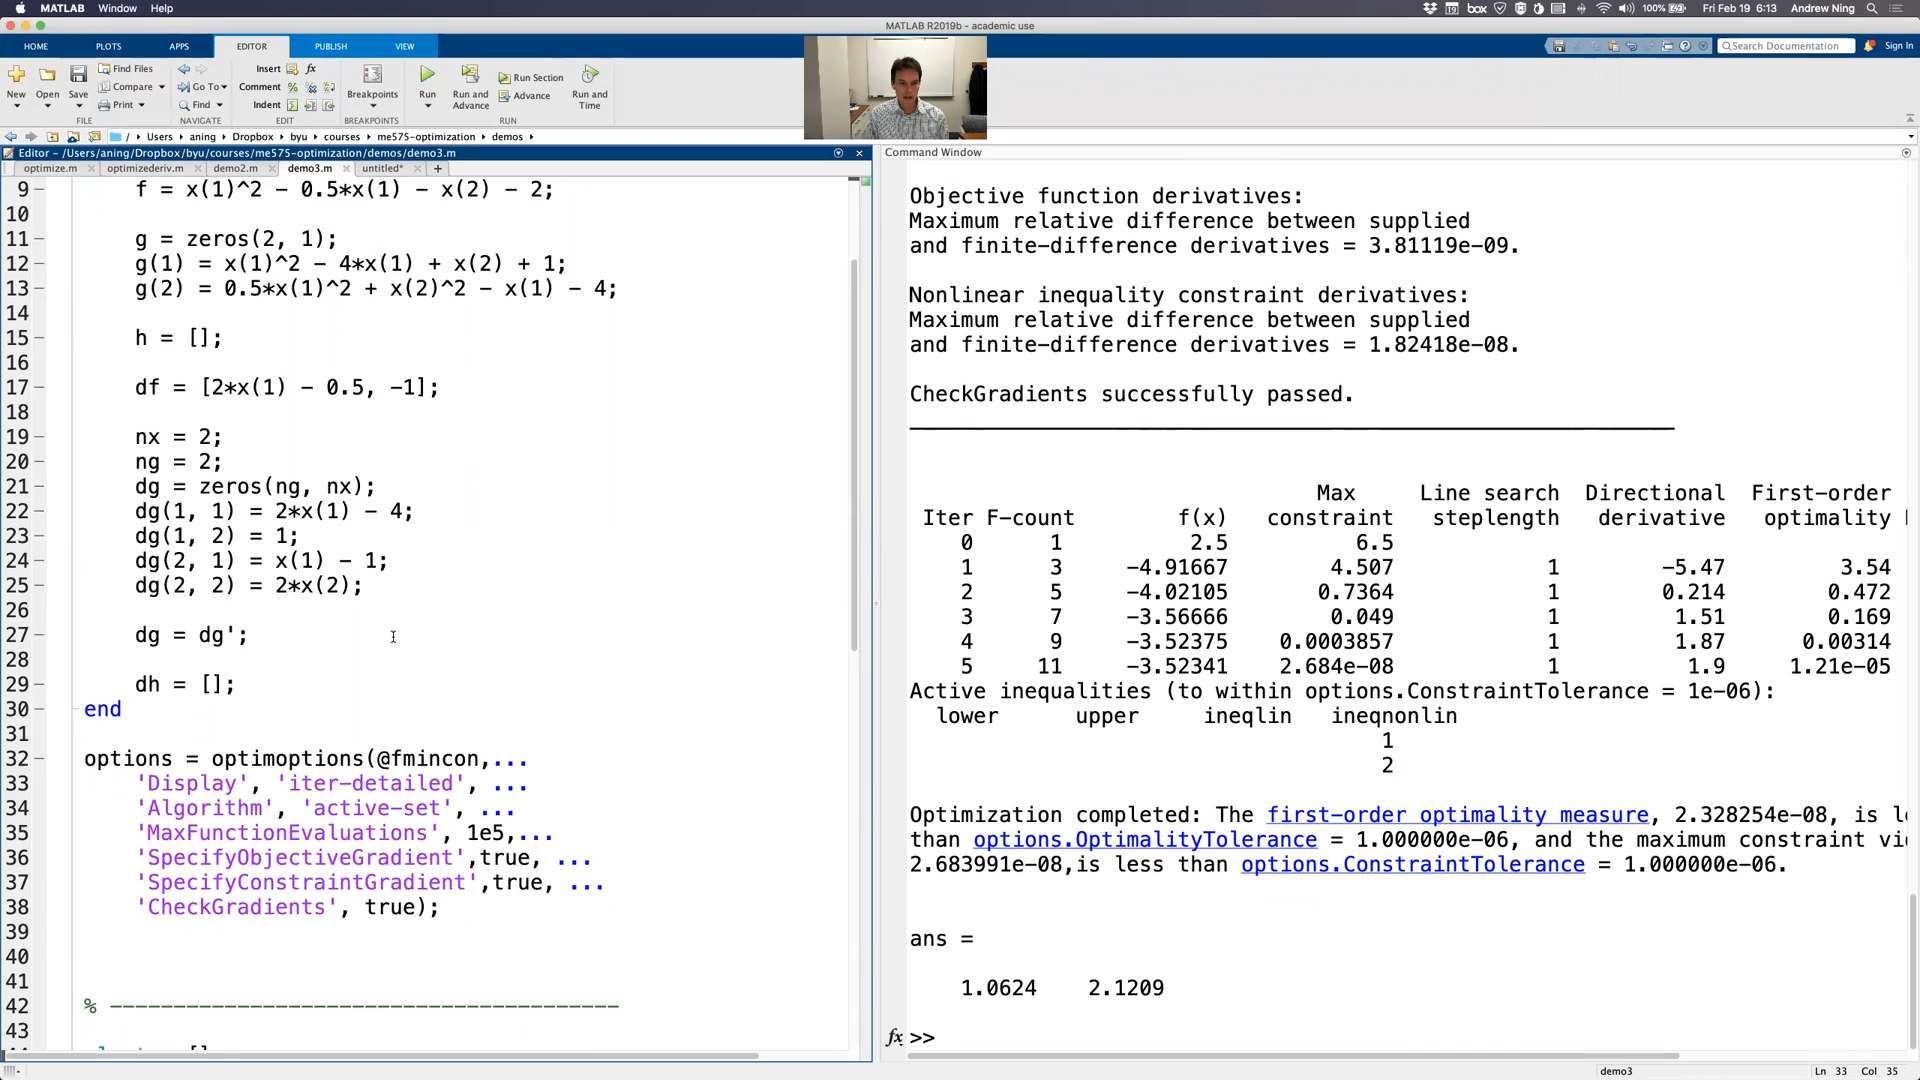 MATLAB Window Help
100% Fri Feb 19 6:13 Andrew Ning
MATLAB R2019b - academic use
HOME PLOTS APPS EDITOR PUBLISH VIEW
Search Documentation Sign In
New Open Save Find Files Compare Print
Go To Find
Insert fx Comment % Indent
Breakpoints Run Run and Advance Run Section Advance Run and Time
FILE NAVIGATE EDIT BREAKPOINTS RUN
/ Users aning Dropbox byu courses me575-optimization demos
Editor - /Users/aning/Dropbox/byu/courses/me575-optimization/demos/demo3.m
optimize.m optimizederiv.m demo2.m demo3.m untitled* +
9 f = x(1)^2 - 0.5*x(1) - x(2) - 2;
10
11 g = zeros(2, 1);
12 g(1) = x(1)^2 - 4*x(1) + x(2) + 1;
13 g(2) = 0.5*x(1)^2 + x(2)^2 - x(1) - 4;
14
15 h = [];
16
17 df = [2*x(1) - 0.5, -1];
18
19 nx = 2;
20 ng = 2;
21 dg = zeros(ng, nx);
22 dg(1, 1) = 2*x(1) - 4;
23 dg(1, 2) = 1;
24 dg(2, 1) = x(1) - 1;
25 dg(2, 2) = 2*x(2);
26
27 dg = dg';
28
29 dh = [];
30 end
31
32 options = optimoptions(@fmincon,...
33 'Display', 'iter-detailed', ...
34 'Algorithm', 'active-set', ...
35 'MaxFunctionEvaluations', 1e5,...
36 'SpecifyObjectiveGradient',true, ...
37 'SpecifyConstraintGradient',true, ...
38 'CheckGradients', true);
39
40
41
42 % ----------------------------------------
43
Command Window
Objective function derivatives:
Maximum relative difference between supplied
and finite-difference derivatives = 3.81119e-09.
Nonlinear inequality constraint derivatives:
Maximum relative difference between supplied
and finite-difference derivatives = 1.82418e-08.
CheckGradients successfully passed.
Max Line search Directional First-order
Iter F-count f(x) constraint steplength derivative optimality
0 1 2.5 6.5
1 3 -4.91667 4.507 1 -5.47 3.54
2 5 -4.02105 0.7364 1 0.214 0.472
3 7 -3.56666 0.049 1 1.51 0.169
4 9 -3.52375 0.0003857 1 1.87 0.00314
5 11 -3.52341 2.684e-08 1 1.9 1.21e-05
Active inequalities (to within options.ConstraintTolerance = 1e-06):
lower upper ineqlin ineqnonlin
1
2
Optimization completed: The first-order optimality measure, 2.328254e-08, is l
than options.OptimalityTolerance = 1.000000e-06, and the maximum constraint vi
2.683991e-08,is less than options.ConstraintTolerance = 1.000000e-06.
ans =
1.0624 2.1209
fx >>
demo3 Ln 33 Col 35